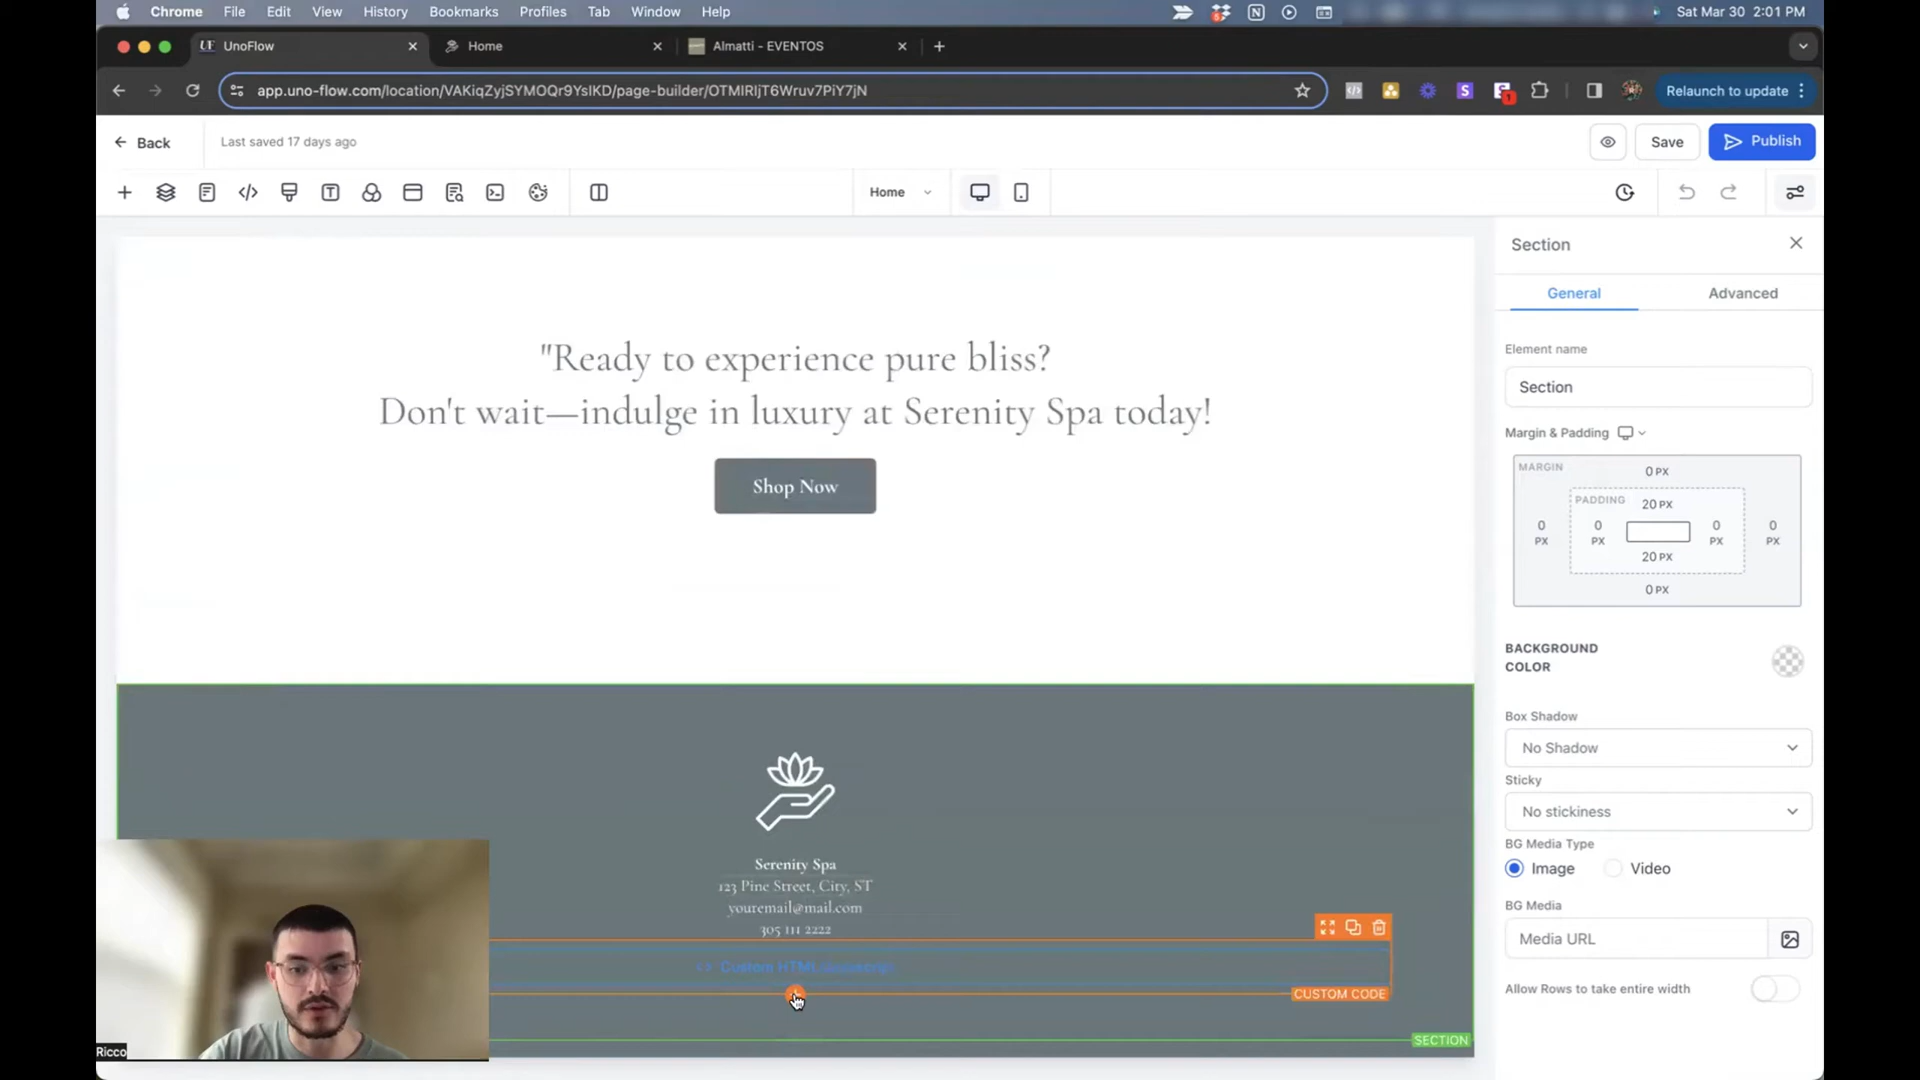 Chrome File Edit View History Bookmarks Profiles Tab Window Help Sat Mar 30 2:01 PM
UF UnoFlow Home Almatti - EVENTOS
app.uno-flow.com/location/VAKiqZyjSYMOQr9YsIKD/page-builder/OTMIRIjT6Wruv7PiY7jN Relaunch to update
Back Last saved 17 days ago Save Publish
Home
Section
General Advanced
Element name
Section
Margin & Padding
MARGIN 0 PX
PADDING 20 PX
0 0 0 0
PX PX PX PX
20 PX
0 PX
BACKGROUND
COLOR
Box Shadow
No Shadow
Sticky
No stickiness
BG Media Type
Image Video
BG Media
Media URL
Allow Rows to take entire width
"Ready to experience pure bliss?
Don't wait—indulge in luxury at Serenity Spa today!
Shop Now
Serenity Spa
123 Pine Street, City, ST
youremail@mail.com
305 111 2222
Custom HTML/Javascript
CUSTOM CODE
SECTION
Ricco